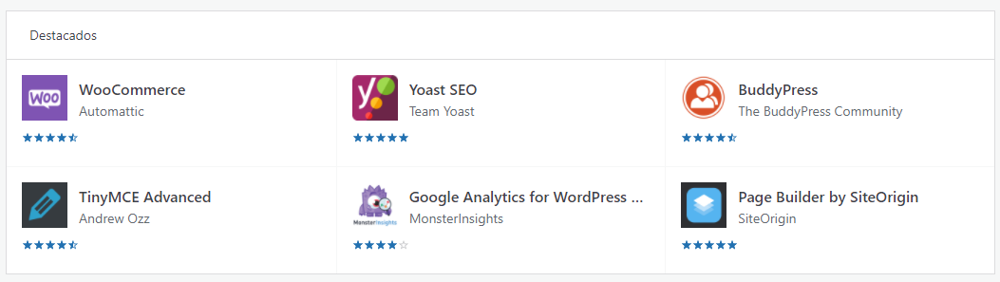 Destacados
WooCommerce
Automattic
Yoast SEO
Team Yoast
BuddyPress
The BuddyPress Community
TinyMCE Advanced
Andrew Ozz
Google Analytics for WordPress ...
MonsterInsights
Page Builder by SiteOrigin
SiteOrigin
WOO
y
MonsterInsights